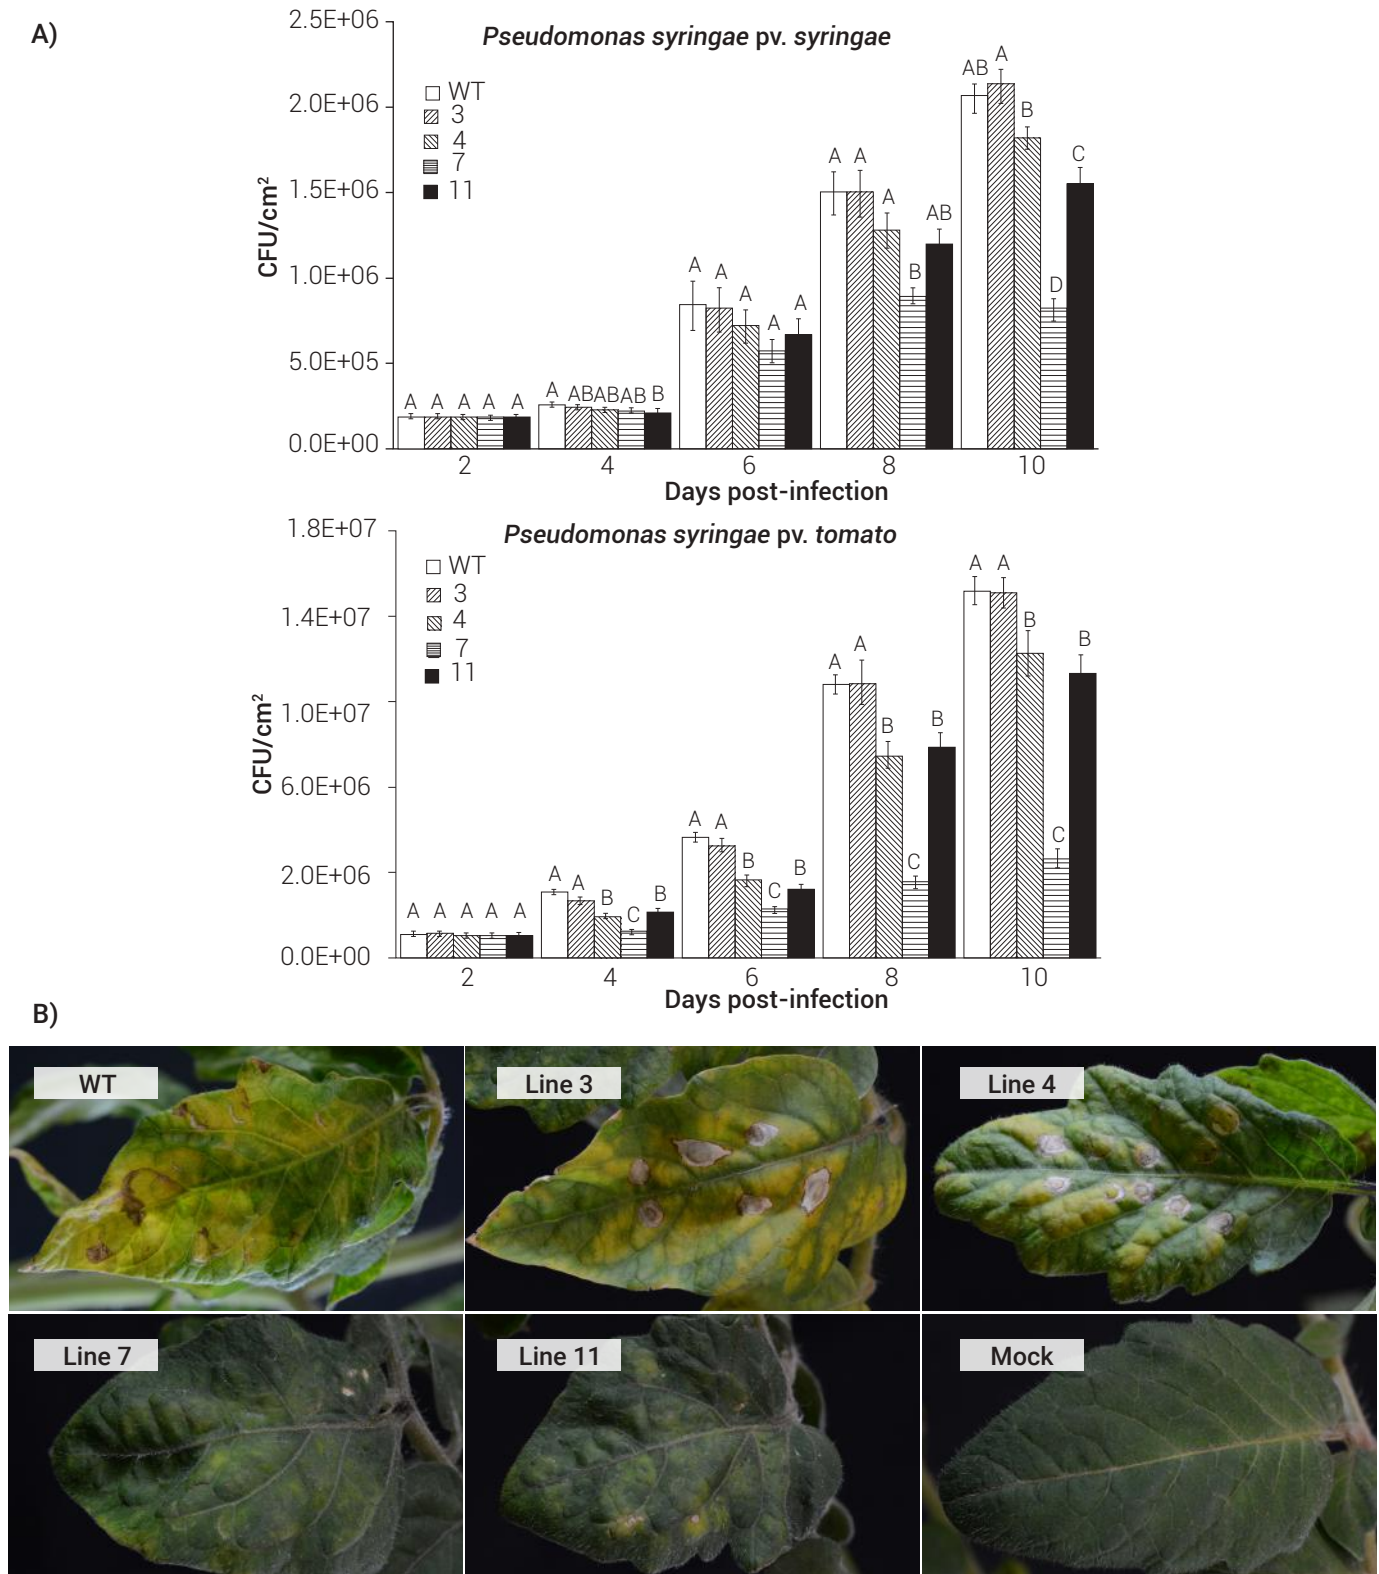 A)
Pseudomonas syringae pv. syringae
2.5E+06
2.0E+06
1.5E+06
1.0E+06
5.0E+05
0.0E+00
CFU/cm²
WT
3
4
7
11
A A A A A
A AB AB AB B
A A A A A
A A A B AB
AB A B D C
2 4 6 8 10
Days post-infection
Pseudomonas syringae pv. tomato
1.8E+07
1.4E+07
1.0E+07
6.0E+06
2.0E+06
0.0E+00
CFU/cm²
WT
3
4
7
11
A A A A A
A A B C B
A A B C B
A A B C B
A A B C B
2 4 6 8 10
Days post-infection
B)
WT
Line 3
Line 4
Line 7
Line 11
Mock